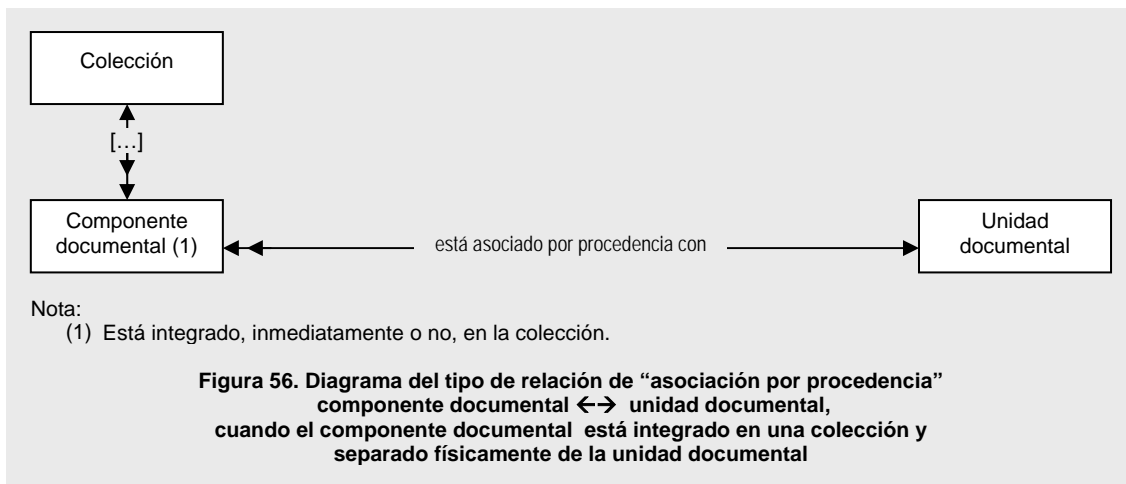 Colección
[…]
Componente
documental (1)
está asociado por procedencia con
Unidad
documental
Nota:
(1) Está integrado, inmediatamente o no, en la colección.
Figura 56. Diagrama del tipo de relación de “asociación por procedencia”
componente documental ←→ unidad documental,
cuando el componente documental está integrado en una colección y
separado físicamente de la unidad documental